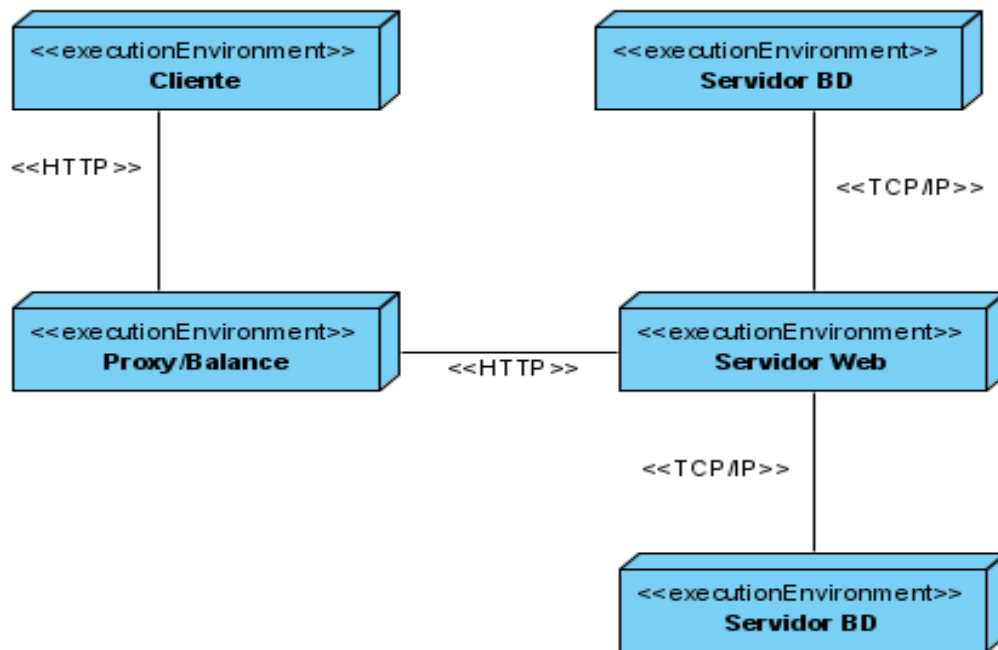 <<executionEnvironment>>
Cliente
<<executionEnvironment>>
Servidor BD
<<HTTP>>
<<TCP/IP>>
<<executionEnvironment>>
Proxy/Balance
<<HTTP>>
<<executionEnvironment>>
Servidor Web
<<TCP/IP>>
<<executionEnvironment>>
Servidor BD